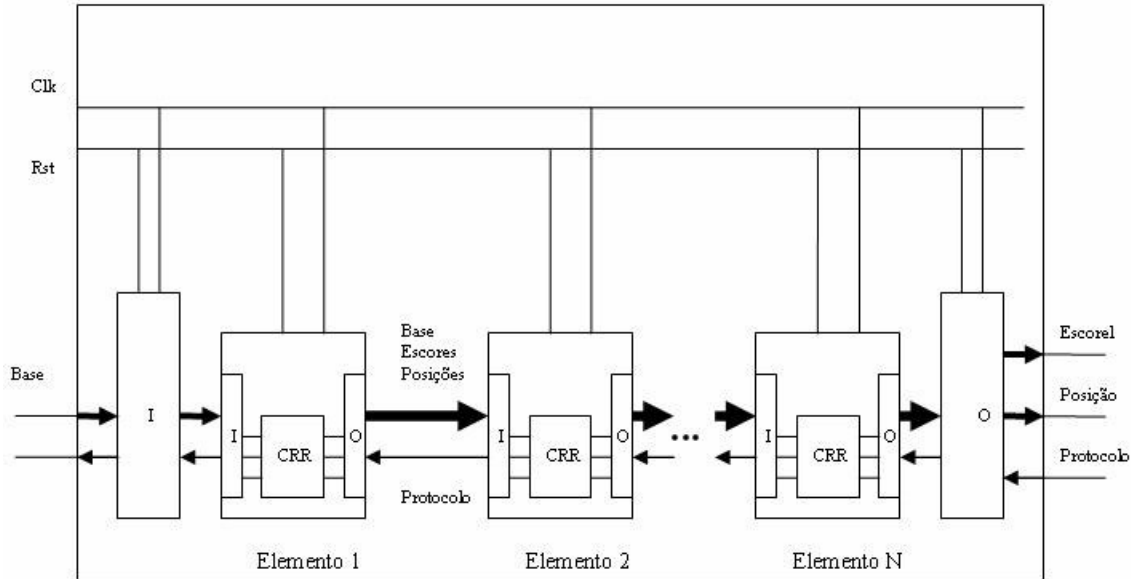 Clk
Rst
Base
Escores
Posições
Escorel
Base
Posição
I
I
CRR
O
I
CRR
O
...
I
CRR
O
O
Protocolo
Protocolo
Elemento 1
Elemento 2
Elemento N